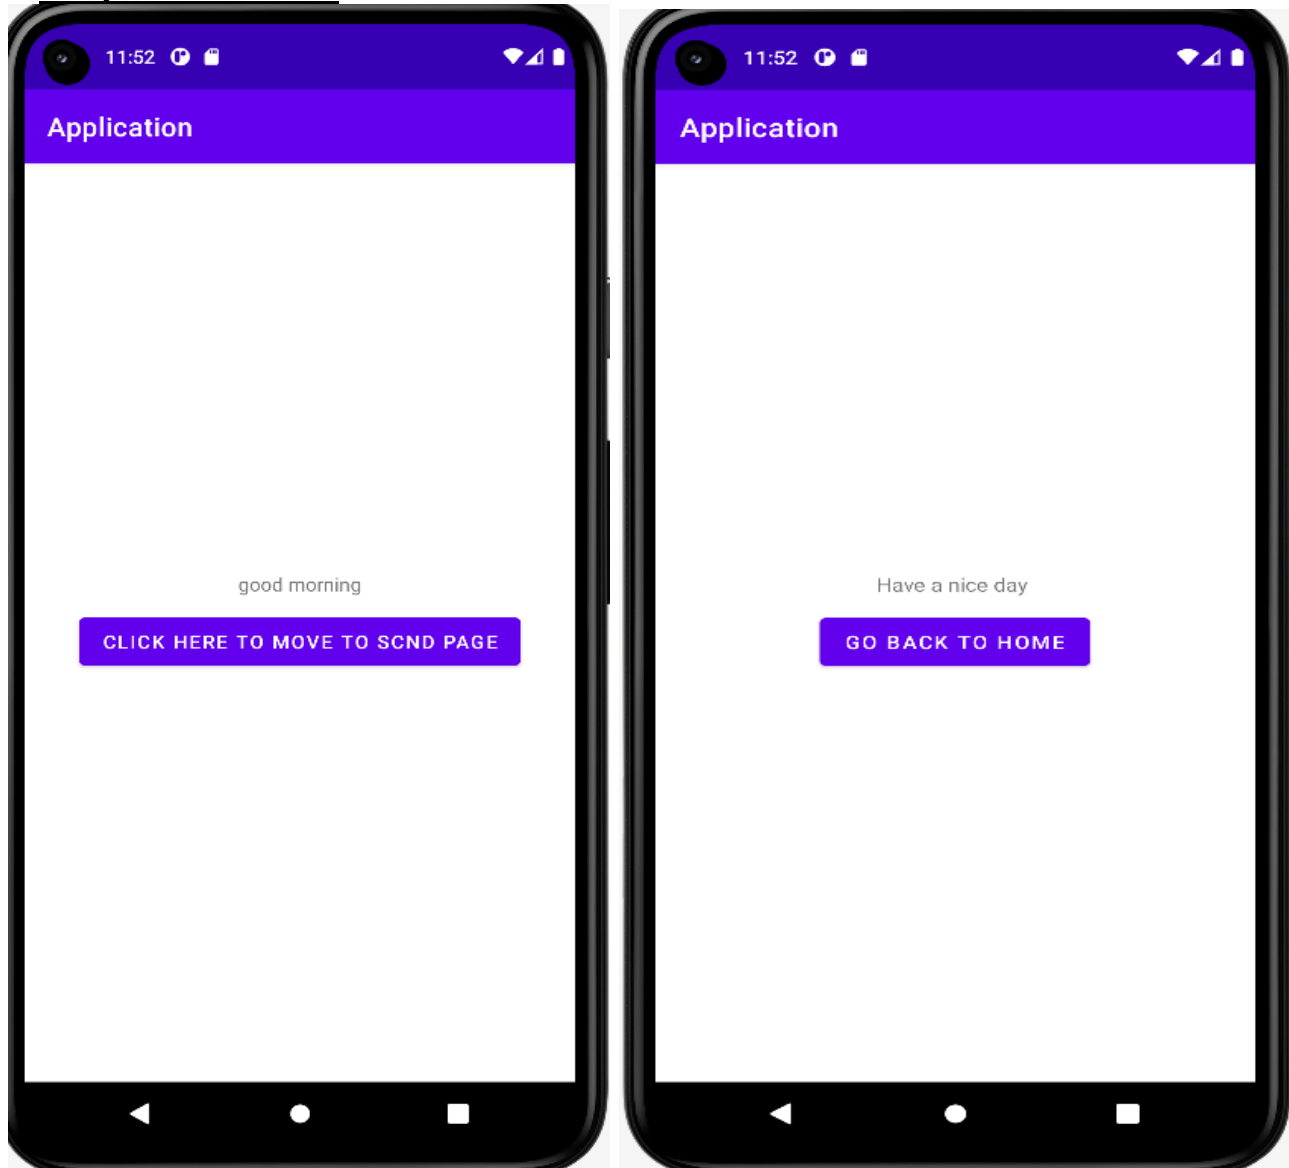 11:52
Application
good morning
CLICK HERE TO MOVE TO SCND PAGE
11:52
Application
Have a nice day
GO BACK TO HOME